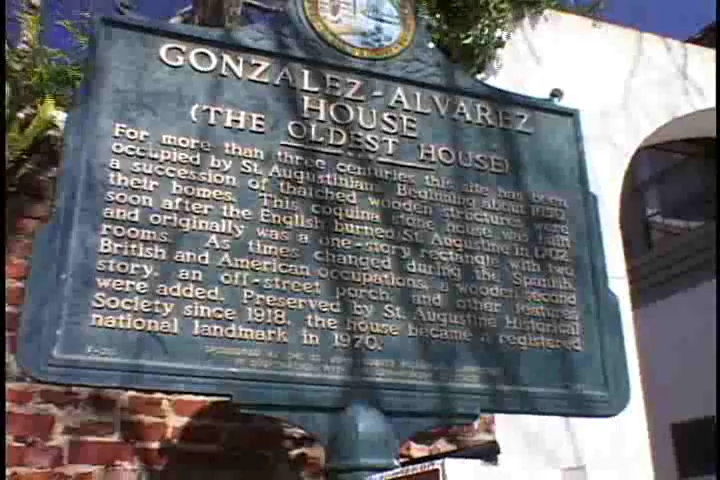 GONZALEZ-ALVAREZ
HOUSE
(THE OLDEST HOUSE)
For more than three centuries this site has been
occupied by St. Augustinians. Beginning about 1650,
a succession of thatched wooden structures were
their homes. This coquina stone house was built
soon after the English burned St. Augustine in 1702,
and originally was a one-story rectangle with two
rooms. As times changed during the Spanish,
British and American occupations, a wooden second
story, an off-street porch, and other features
were added. Preserved by St. Augustine Historical
Society since 1918, the house became a registered
national landmark in 1970.